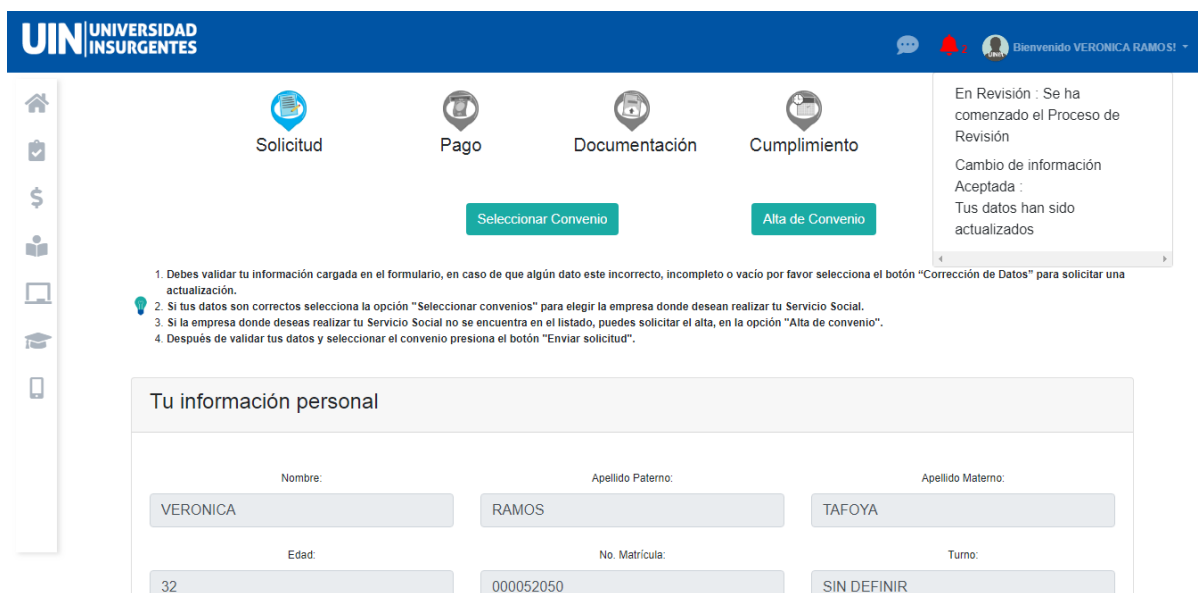 UIN UNIVERSIDAD
INSURGENTES
Bienvenido VERONICA RAMOS!
En Revisión : Se ha
comenzado el Proceso de
Revisión
Cambio de información
Aceptada :
Tus datos han sido
actualizados
Solicitud Pago Documentación Cumplimiento
Seleccionar Convenio Alta de Convenio
1. Debes validar tu información cargada en el formulario, en caso de que algún dato este incorrecto, incompleto o vacío por favor selecciona el botón “Corrección de Datos” para solicitar una
actualización.
2. Si tus datos son correctos selecciona la opción "Seleccionar convenios" para elegir la empresa donde desean realizar tu Servicio Social.
3. Si la empresa donde deseas realizar tu Servicio Social no se encuentra en el listado, puedes solicitar el alta, en la opción "Alta de convenio".
4. Después de validar tus datos y seleccionar el convenio presiona el botón "Enviar solicitud".
Tu información personal
Nombre: Apellido Paterno: Apellido Materno:
VERONICA RAMOS TAFOYA
Edad: No. Matrícula: Turno:
32 000052050 SIN DEFINIR